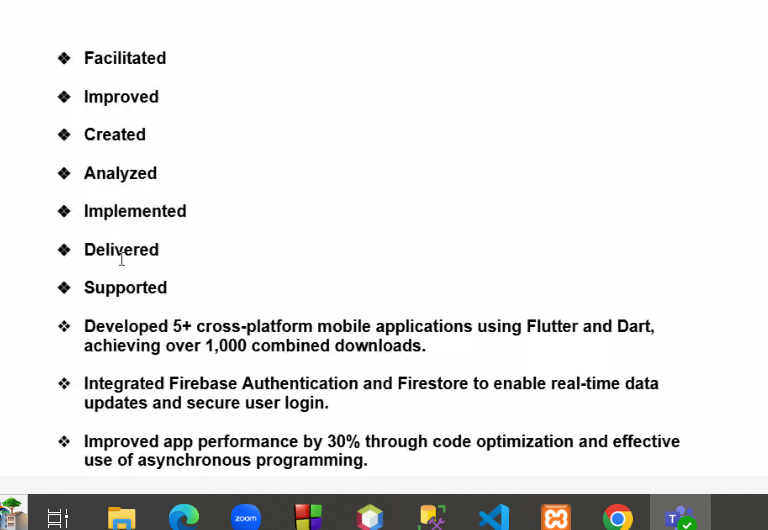 ❖ Facilitated
❖ Improved
❖ Created
❖ Analyzed
❖ Implemented
❖ Delivered
❖ Supported
❖ Developed 5+ cross-platform mobile applications using Flutter and Dart,
achieving over 1,000 combined downloads.
❖ Integrated Firebase Authentication and Firestore to enable real-time data
updates and secure user login.
❖ Improved app performance by 30% through code optimization and effective
use of asynchronous programming.
zoom
T